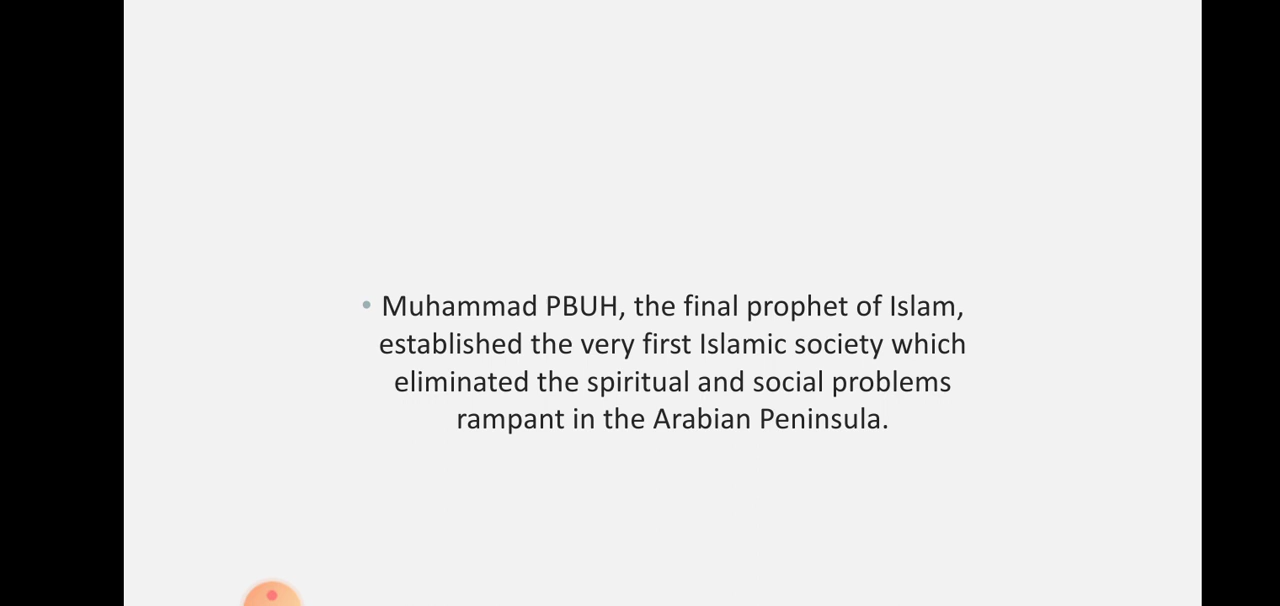 • Muhammad PBUH, the final prophet of Islam,
established the very first Islamic society which
eliminated the spiritual and social problems
rampant in the Arabian Peninsula.